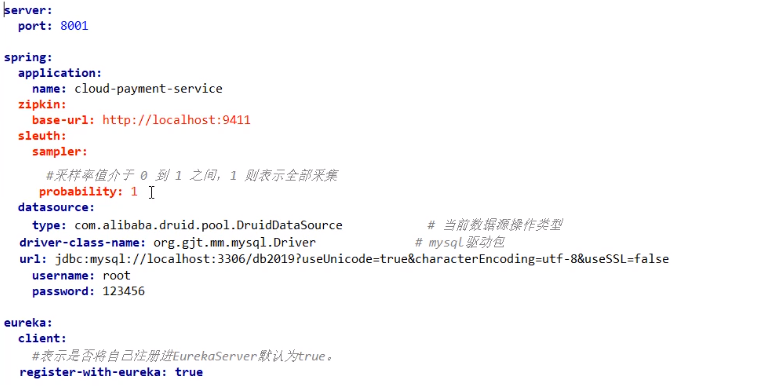 server:
port: 8001
spring:
application:
name: cloud-payment-service
zipkin:
base-url: http://localhost:9411
sleuth:
sampler:
#采样率值介于 0 到 1 之间，1 则表示全部采集
probability: 1
datasource:
type: com.alibaba.druid.pool.DruidDataSource # 当前数据源操作类型
driver-class-name: org.gjt.mm.mysql.Driver # mysql驱动包
url: jdbc:mysql://localhost:3306/db2019?useUnicode=true&characterEncoding=utf-8&useSSL=false
username: root
password: 123456
eureka:
client:
#表示是否将自己注册进EurekaServer默认为true。
register-with-eureka: true